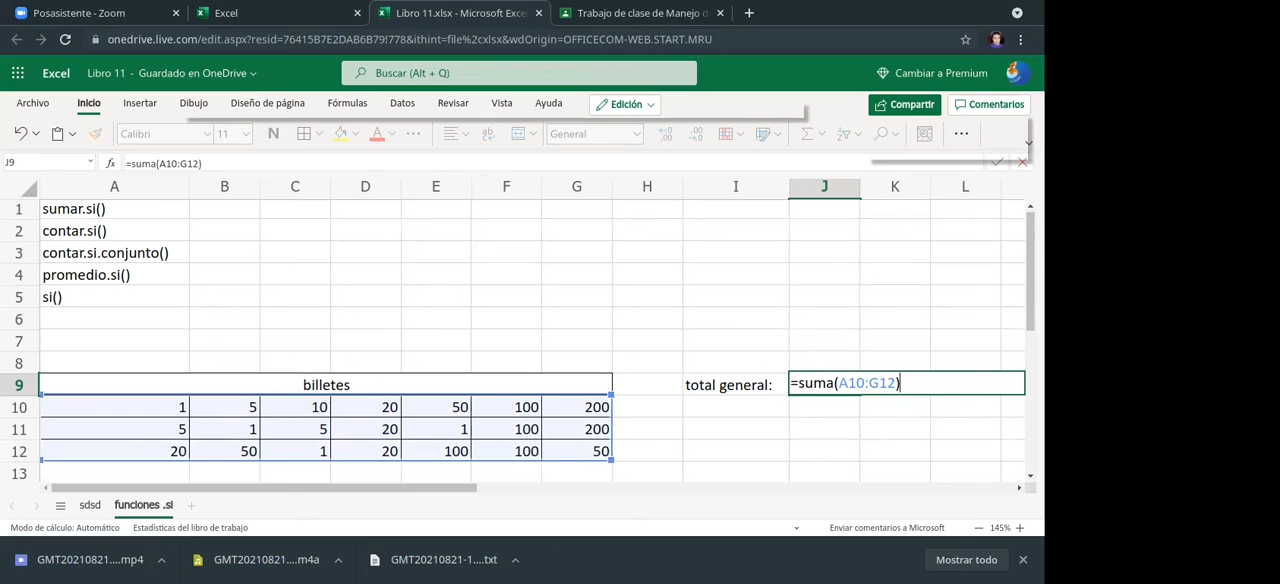 Posasistente - Zoom
Excel
Libro 11.xlsx - Microsoft Exce
Trabajo de clase de Manejo d
onedrive.live.com/edit.aspx?resid=76415B7E2DAB6B79!778&ithint=file%2cxlsx&wdOrigin=OFFICECOM-WEB.START.MRU
Excel Libro 11 - Guardado en OneDrive
Buscar (Alt + Q)
Cambiar a Premium
Archivo Inicio Insertar Dibujo Diseño de página Fórmulas Datos Revisar Vista Ayuda Edición Compartir Comentarios
Calibri 11 N A ab General
J9 fx =suma(A10:G12)
A B C D E F G H I J K L
1 sumar.si()
2 contar.si()
3 contar.si.conjunto()
4 promedio.si()
5 si()
6
7
8
9 billetes total general: =suma(A10:G12)
10 1 5 10 20 50 100 200
11 5 1 5 20 1 100 200
12 20 50 1 20 100 100 50
13
sdsd funciones .si
Modo de cálculo: Automático Estadísticas del libro de trabajo Enviar comentarios a Microsoft 145%
GMT20210821....mp4 GMT20210821....m4a GMT20210821-1....txt Mostrar todo